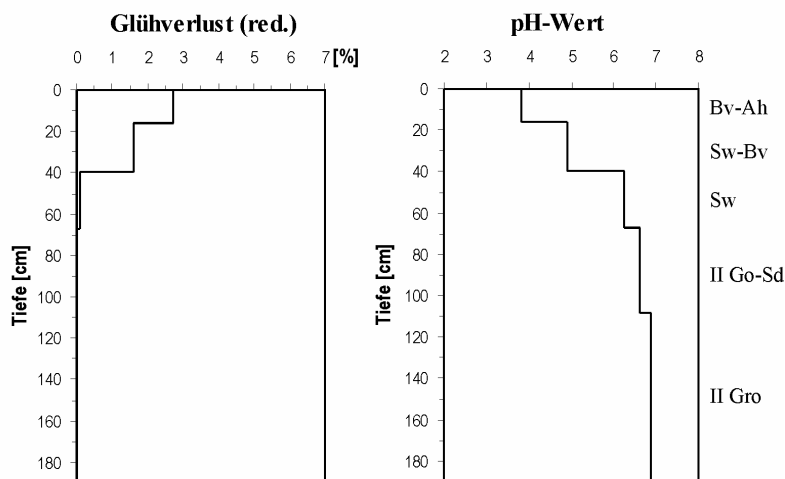 Glühverlust (red.)
0 1 2 3 4 5 6 7 [%]
0
20
40
60
80
100
120
140
160
180
Tiefe [cm]
pH-Wert
2 3 4 5 6 7 8
0
20
40
60
80
100
120
140
160
180
Tiefe [cm]
Bv-Ah
Sw-Bv
Sw
II Go-Sd
II Gro